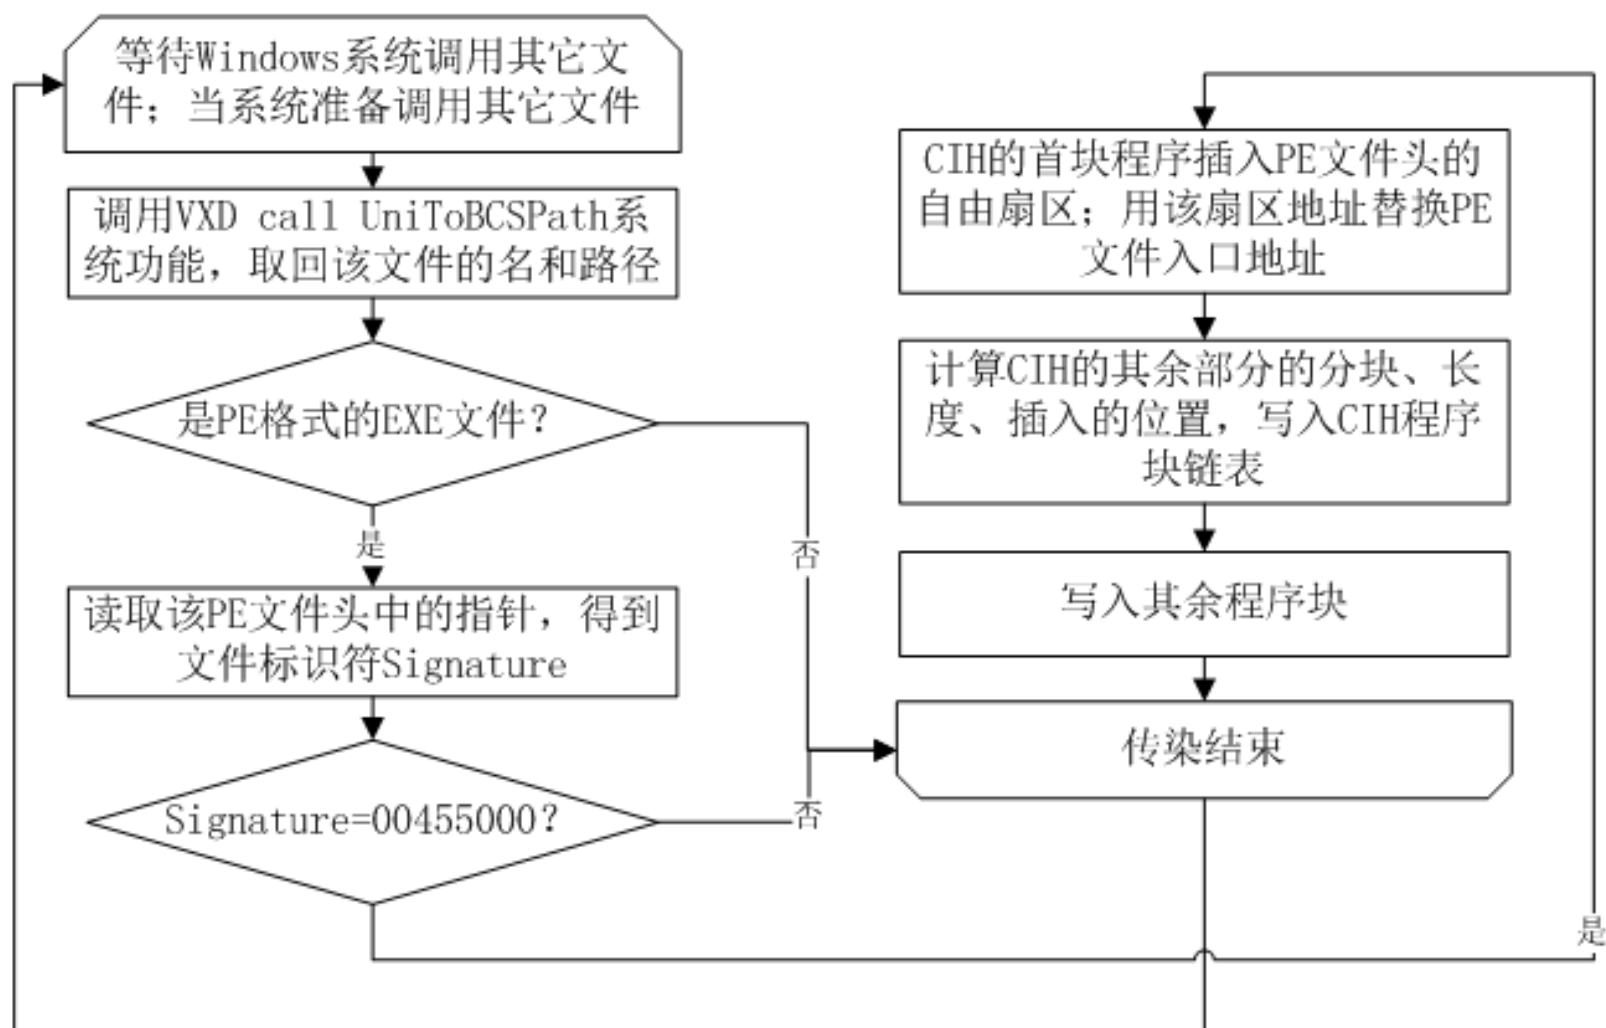 等待Windows系统调用其它文
件；当系统准备调用其它文件
调用VXD call UniToBCSPath系
统功能，取回该文件的名和路径
是PE格式的EXE文件？
是
否
读取该PE文件头中的指针，得到
文件标识符Signature
Signature=00455000？
否
是
CIH的首块程序插入PE文件头的
自由扇区；用该扇区地址替换PE
文件入口地址
计算CIH的其余部分的分块、长
度、插入的位置，写入CIH程序
块链表
写入其余程序块
传染结束